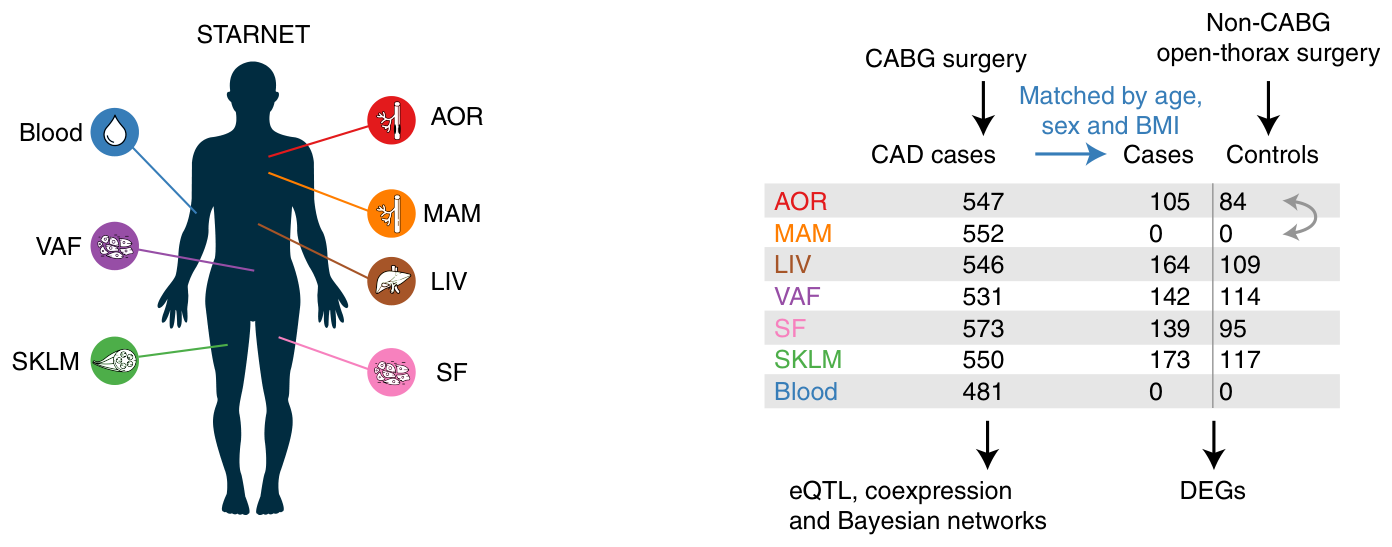 STARNET
Blood
AOR
MAM
VAF
LIV
SKLM
SF
Non-CABG
open-thorax surgery
CABG surgery
Matched by age,
sex and BMI
CAD cases Cases Controls
AOR 547 105 84
MAM 552 0 0
LIV 546 164 109
VAF 531 142 114
SF 573 139 95
SKLM 550 173 117
Blood 481 0 0
eQTL, coexpression
and Bayesian networks
DEGs